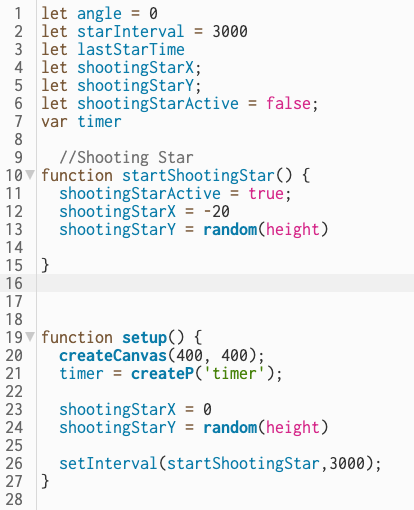 1 let angle = 0
2 let starInterval = 3000
3 let lastStarTime
4 let shootingStarX;
5 let shootingStarY;
6 let shootingStarActive = false;
7 var timer
8
9   //Shooting Star
10▼ function startShootingStar() {
11   shootingStarActive = true;
12   shootingStarX = -20
13   shootingStarY = random(height)
14
15 }
16
17
18
19▼ function setup() {
20   createCanvas(400, 400);
21   timer = createP('timer');
22
23   shootingStarX = 0
24   shootingStarY = random(height)
25
26   setInterval(startShootingStar,3000);
27 }
28